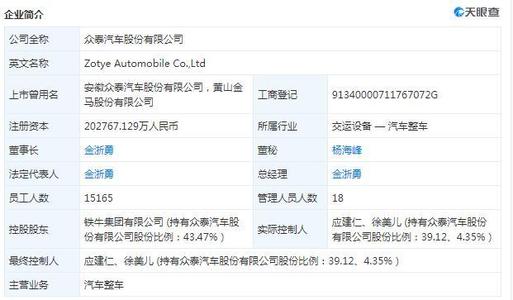 企业简介
天眼查
公司全称 众泰汽车股份有限公司
英文名称 Zotye Automobile Co.,Ltd
上市曾用名 安徽众泰汽车股份有限公司，黄山金
马股份有限公司
工商登记 9134000071176­7072G
注册资本 202767.129万人民币 所属行业 交运设备 — 汽车整车
董事长 金浙勇 董秘 杨海峰
法定代表人 金浙勇 总经理 金浙勇
员工人数 15165 管理人员人数 18
控股股东 铁牛集团有限公司 (持有众泰汽车股
份有限公司股份比例：43.47%)
实际控制人 应建仁、徐美儿 (持有众泰汽车股份
有限公司股份比例：39.12、4.35%)
最终控制人 应建仁、徐美儿 (持有众泰汽车股份有限公司股份比例：39.12、4.35%)
主营业务 汽车整车